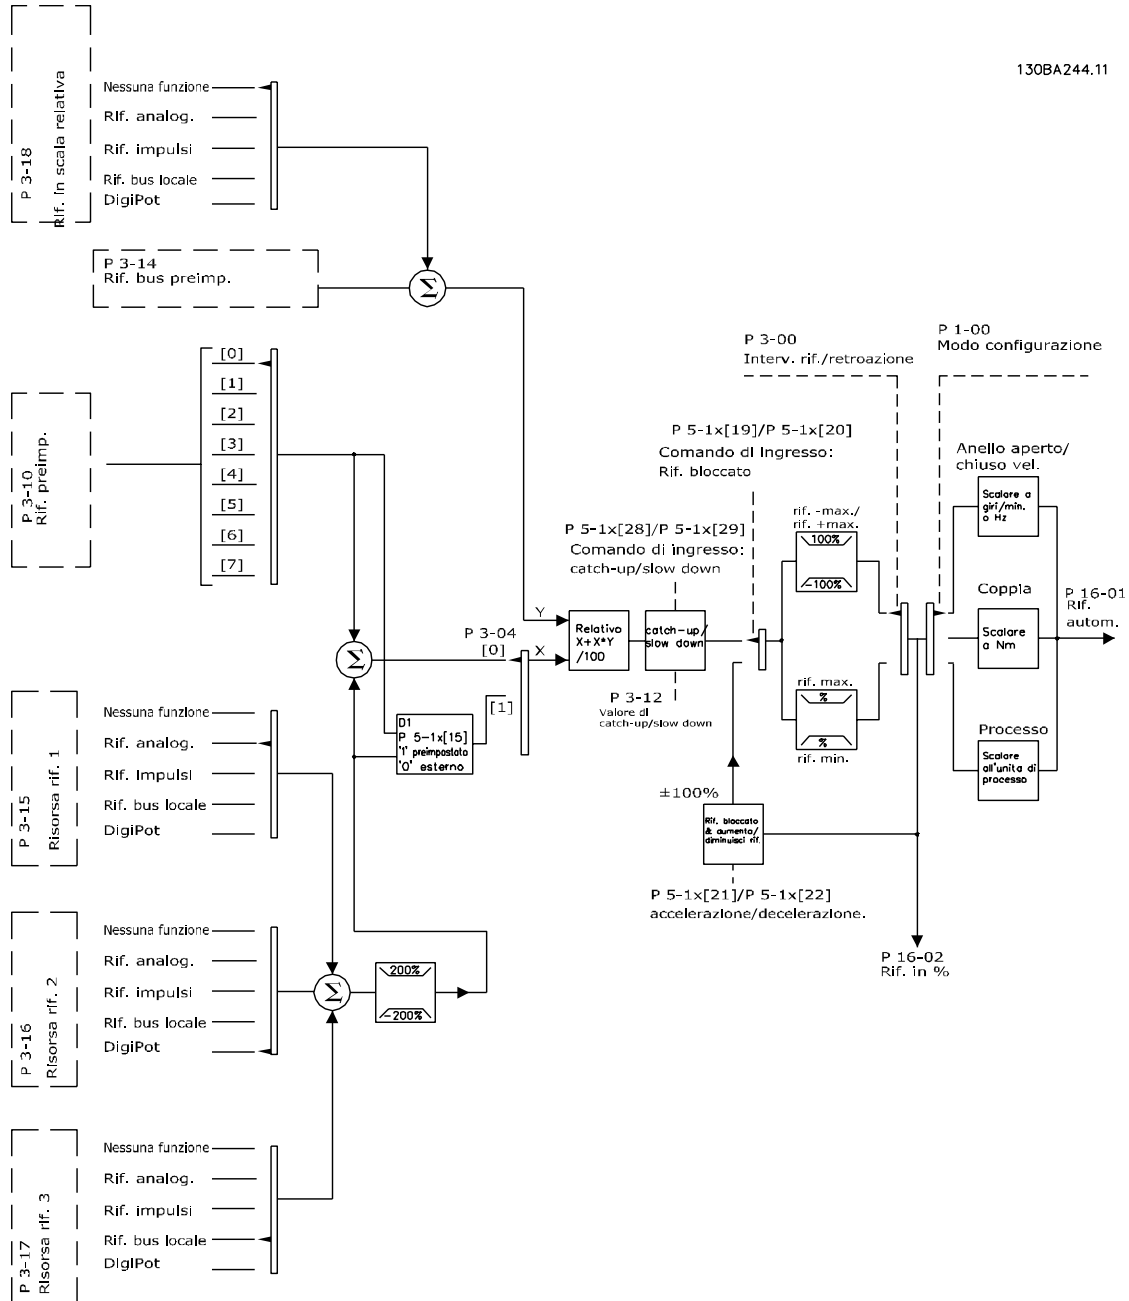 130BA244.11
P 3-18
Rif. in scala relativa
Nessuna funzione
Rif. analog.
Rif. impulsi
Rif. bus locale
DigiPot
P 3-14
Rif. bus preimp.
Σ
P 3-10
Rif. preimp.
[0]
[1]
[2]
[3]
[4]
[5]
[6]
[7]
P 3-00
Interv. rif./retroazione
P 1-00
Modo configurazione
P 5-1x[19]/P 5-1x[20]
Comando di ingresso:
Rif. bloccato
Anello aperto/
chiuso vel.
Scalare a
giri/min.
o Hz
rif. -max./
rif. +max.
100%
-100%
P 5-1x[28]/P 5-1x[29]
Comando di ingresso:
catch-up/slow down
Coppia
Scalare
a Nm
P 16-01
Rif.
autom.
Y
X
P 3-04
[0]
[1]
Relativo
X+X*Y
/100
catch-up/
slow down
P 3-12
Valore di
catch-up/slow down
rif. max.
%
%
rif. min.
Processo
Scalare
all'unita di
processo
Σ
D1
P 5-1x[15]
'1' preimpostato
'0' esterno
±100%
Rif. bloccato
& aumenta/
diminuisci rif.
P 5-1x[21]/P 5-1x[22]
accelerazione/decelerazione.
P 16-02
Rif. in %
P 3-15
Risorsa rif. 1
Nessuna funzione
Rif. analog.
Rif. impulsi
Rif. bus locale
DigiPot
P 3-16
Risorsa rif. 2
Nessuna funzione
Rif. analog.
Rif. impulsi
Rif. bus locale
DigiPot
Σ
200%
-200%
P 3-17
Risorsa rif. 3
Nessuna funzione
Rif. analog.
Rif. impulsi
Rif. bus locale
DigiPot